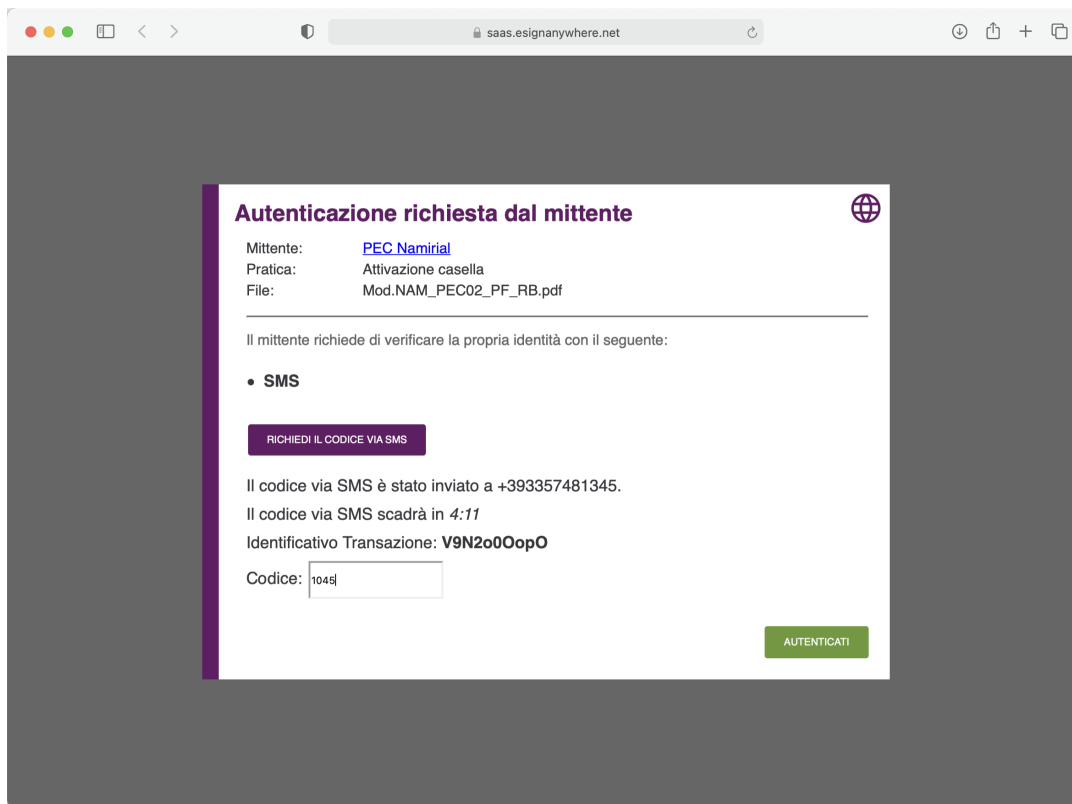 saas.esignanywhere.net
Autenticazione richiesta dal mittente
Mittente: PEC Namirial
Pratica: Attivazione casella
File: Mod.NAM_PEC02_PF_RB.pdf
Il mittente richiede di verificare la propria identità con il seguente:
• SMS
RICHIEDI IL CODICE VIA SMS
Il codice via SMS è stato inviato a +393357481345.
Il codice via SMS scadrà in 4:11
Identificativo Transazione: V9N2o0OopO
Codice: 1045
AUTENTICATI